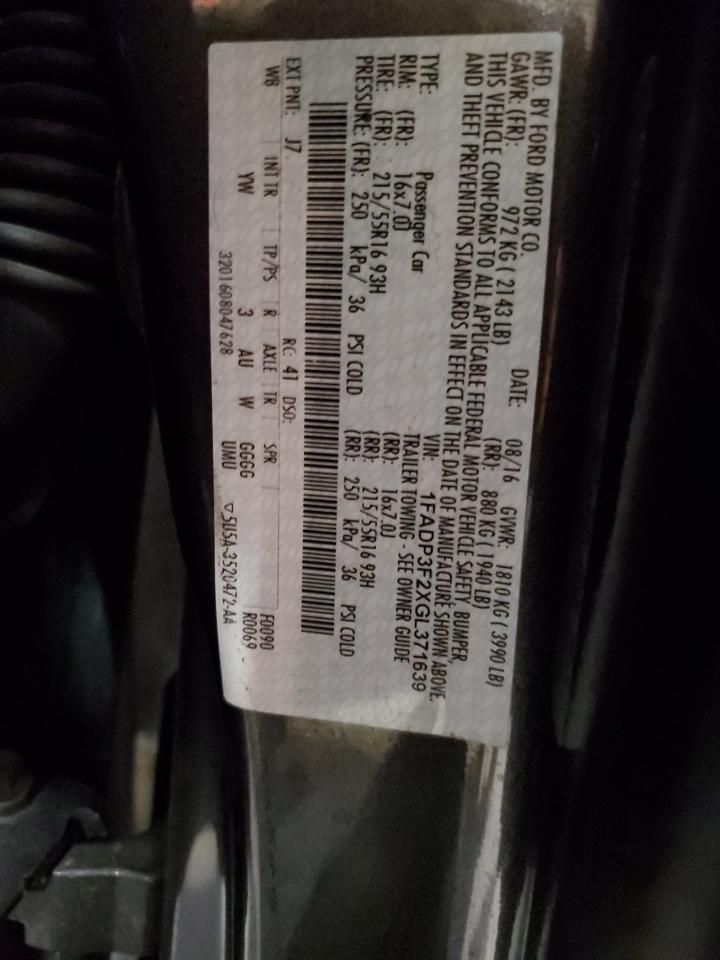 MFD. BY FORD MOTOR CO.
DATE: 08/16 GVWR: 1810 KG ( 3990 LB)
GAWR: (FR): 972 KG ( 2143 LB) (RR): 880 KG ( 1940 LB)
THIS VEHICLE CONFORMS TO ALL APPLICABLE FEDERAL MOTOR VEHICLE SAFETY, BUMPER,
AND THEFT PREVENTION STANDARDS IN EFFECT ON THE DATE OF MANUFACTURE SHOWN ABOVE.
VIN: 1FADP3F2XGL371639
TYPE: Passenger Car TRAILER TOWING - SEE OWNER GUIDE
RIM: (FR): 16x7.0J (RR): 16x7.0J
TIRE: (FR): 215/55R16 93H (RR): 215/55R16 93H
PRESSURE: (FR): 250 kPa/ 36 PSI COLD (RR): 250 kPa/ 36 PSI COLD
EXT PNT: J7 RC: 41 DSO:
WB INT TR TP/PS R AXLE TR SPR F0090
YW 3 AU W GGGG R0069
UMU
3201608047628 ▽5U5A-3520472-AA